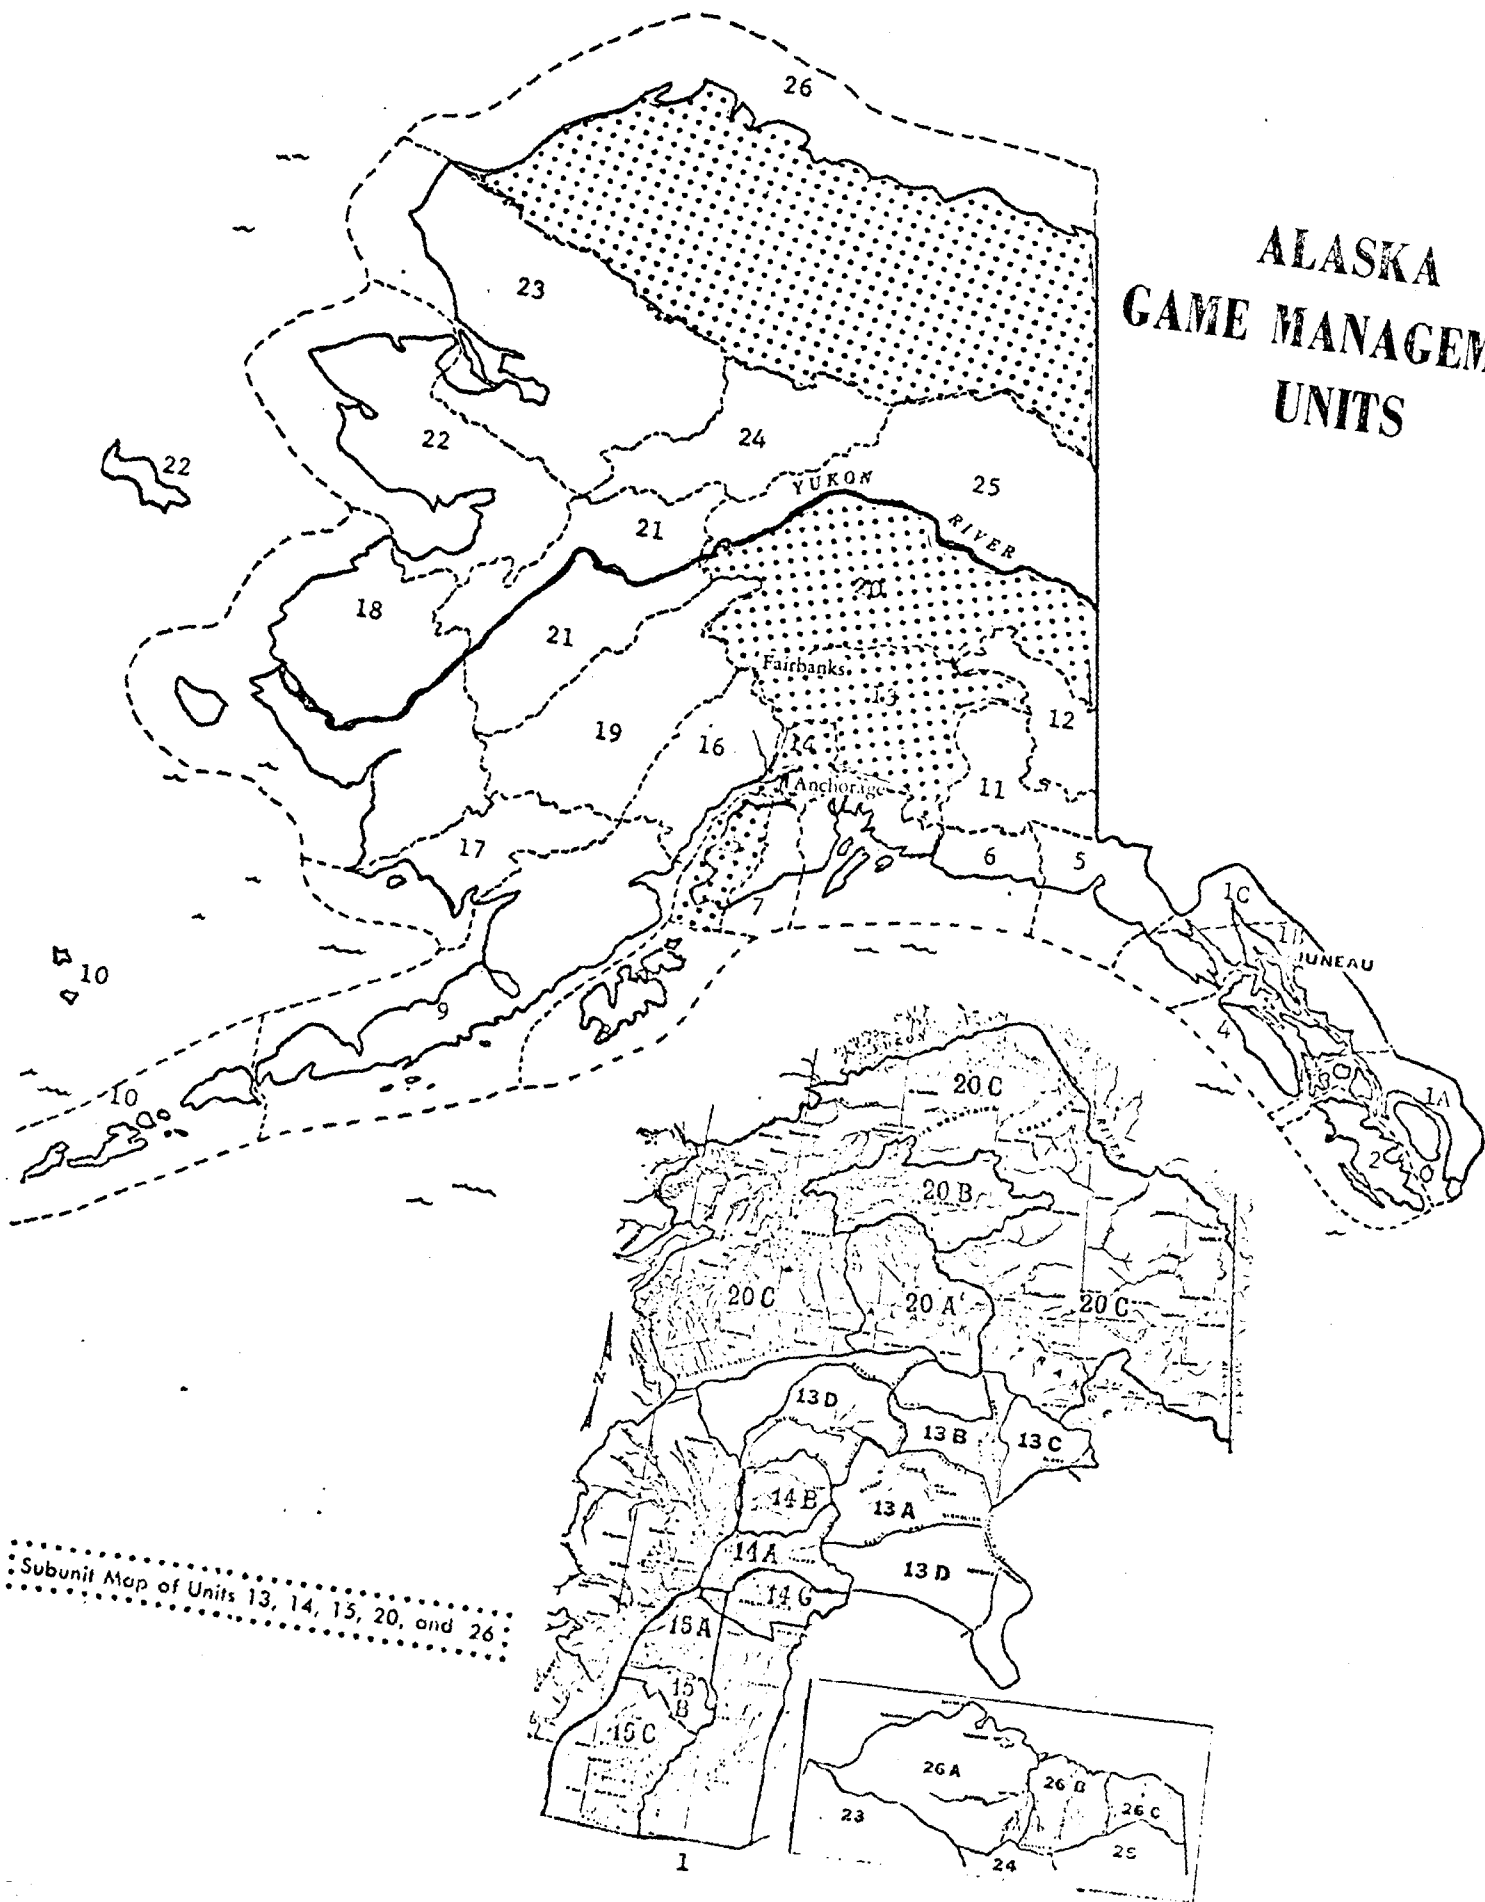 26
ALASKA
GAME MANAGEM
UNITS
23
22
22
24
25
YUKON
RIVER
21
20
18
21
Fairbanks
13
12
19
16
14
11
Anchorage
17
6
5
7
1C
1B
JUNEAU
10
9
8
4
3
1A
10
2
20 C
20 B
20 C
20 A
20 C
13 D
13 B
13 C
14 B
13 A
14 A
13 D
14 C
15 A
15
B
15 C
N
Subunit Map of Units 13, 14, 15, 20, and 26
26 A
26 B
26 C
23
24
25
1